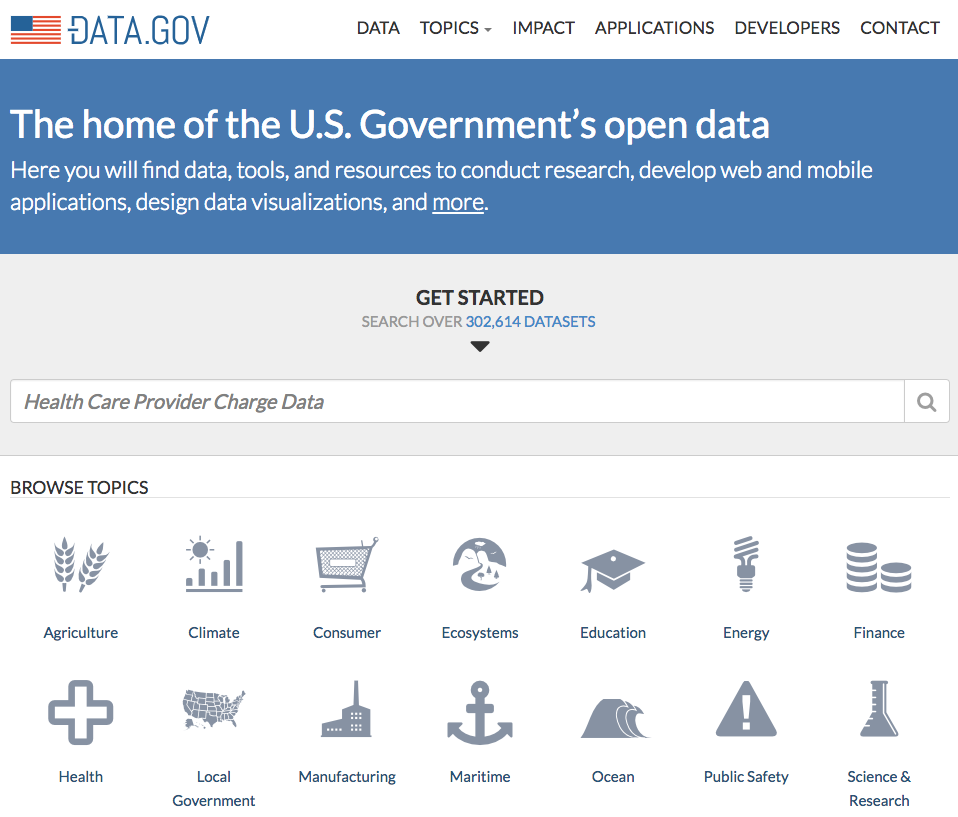 DATA.GOV
DATA TOPICS IMPACT APPLICATIONS DEVELOPERS CONTACT
The home of the U.S. Government’s open data
Here you will find data, tools, and resources to conduct research, develop web and mobile
applications, design data visualizations, and more.
GET STARTED
SEARCH OVER 302,614 DATASETS
Health Care Provider Charge Data
BROWSE TOPICS
Agriculture Climate Consumer Ecosystems Education Energy Finance
Health Local Manufacturing Maritime Ocean Public Safety Science &
Government Research